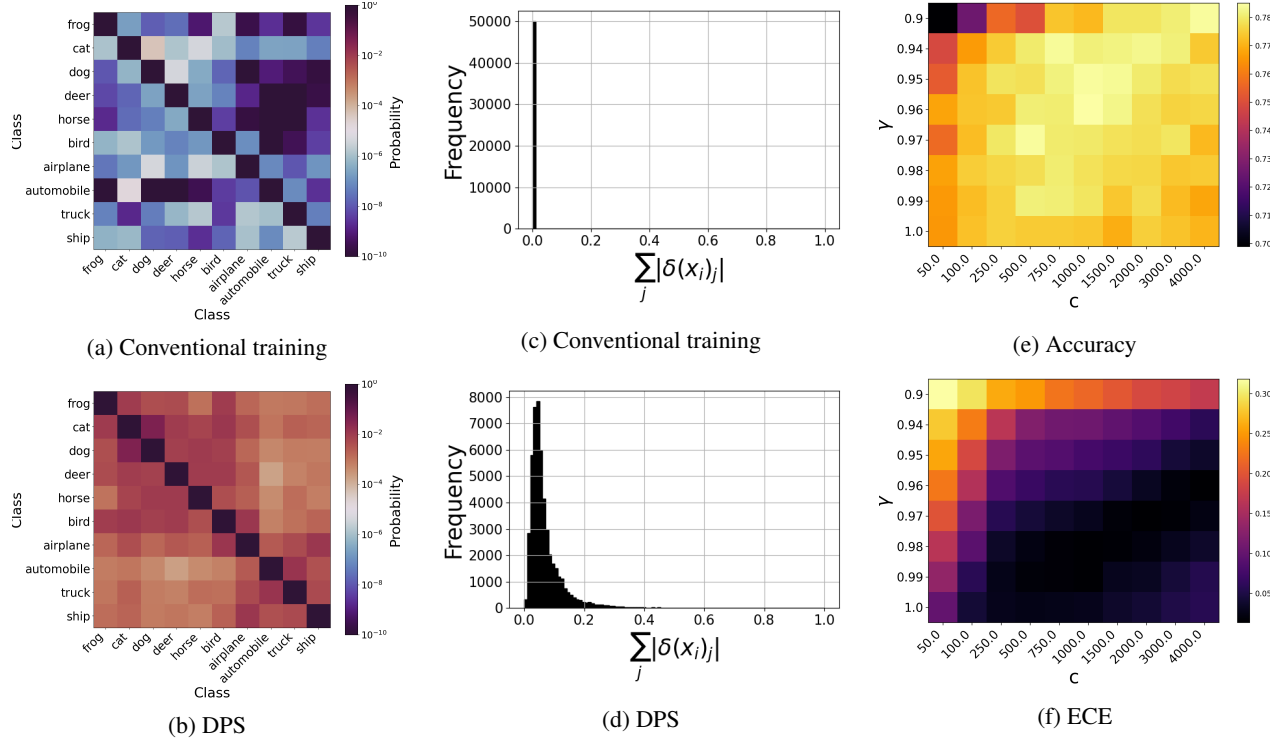 frog
cat
dog
deer
horse
bird
airplane
automobile
truck
ship
Class
frog
cat
dog
deer
horse
bird
airplane
automobile
truck
ship
Class
10⁰
10⁻²
10⁻⁴
10⁻⁶
10⁻⁸
10⁻¹⁰
Probability
(a) Conventional training
50000
40000
30000
20000
10000
0
Frequency
0.0 0.2 0.4 0.6 0.8 1.0
∑|δ(xᵢ)ⱼ|
j
(c) Conventional training
0.9
0.94
0.95
0.96
0.97
0.98
0.99
1.0
γ
50.0
100.0
250.0
500.0
750.0
1000.0
1500.0
2000.0
3000.0
4000.0
c
0.78
0.77
0.76
0.75
0.74
0.73
0.72
0.71
0.70
(e) Accuracy
frog
cat
dog
deer
horse
bird
airplane
automobile
truck
ship
Class
frog
cat
dog
deer
horse
bird
airplane
automobile
truck
ship
Class
10⁰
10⁻²
10⁻⁴
10⁻⁶
10⁻⁸
10⁻¹⁰
Probability
(b) DPS
8000
7000
6000
5000
4000
3000
2000
1000
0
Frequency
0.0 0.2 0.4 0.6 0.8 1.0
∑|δ(xᵢ)ⱼ|
j
(d) DPS
0.9
0.94
0.95
0.96
0.97
0.98
0.99
1.0
γ
50.0
100.0
250.0
500.0
750.0
1000.0
1500.0
2000.0
3000.0
4000.0
c
0.30
0.25
0.20
0.15
0.10
0.05
(f) ECE